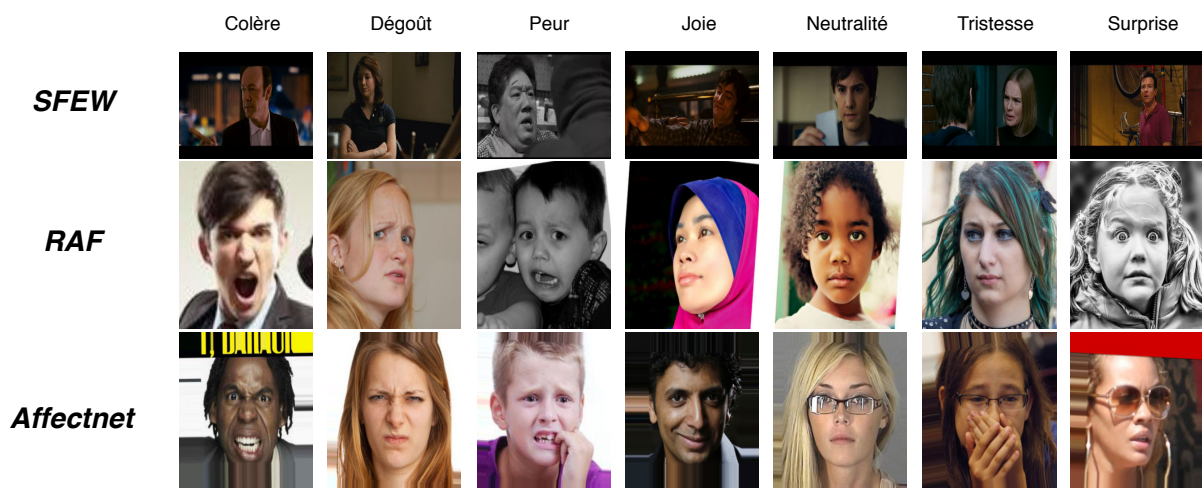 Colère Dégoût Peur Joie Neutralité Tristesse Surprise
SFEW
RAF
Affectnet